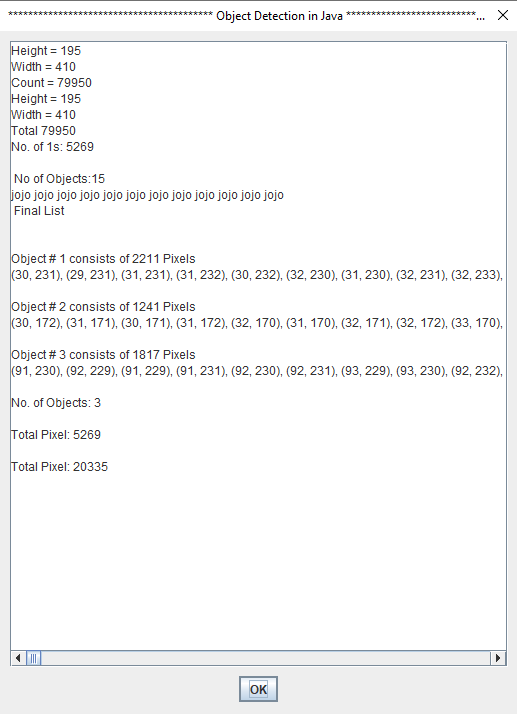 ***************************************** Object Detection in Java **************************...
Height = 195
Width = 410
Count = 79950
Height = 195
Width = 410
Total 79950
No. of 1s: 5269
No of Objects:15
jojo jojo jojo jojo jojo jojo jojo jojo jojo jojo jojo jojo
Final List
Object # 1 consists of 2211 Pixels
(30, 231), (29, 231), (31, 231), (31, 232), (30, 232), (32, 230), (31, 230), (32, 231), (32, 233),
Object # 2 consists of 1241 Pixels
(30, 172), (31, 171), (30, 171), (31, 172), (32, 170), (31, 170), (32, 171), (32, 172), (33, 170),
Object # 3 consists of 1817 Pixels
(91, 230), (92, 229), (91, 229), (91, 231), (92, 230), (92, 231), (93, 229), (93, 230), (92, 232),
No. of Objects: 3
Total Pixel: 5269
Total Pixel: 20335
OK